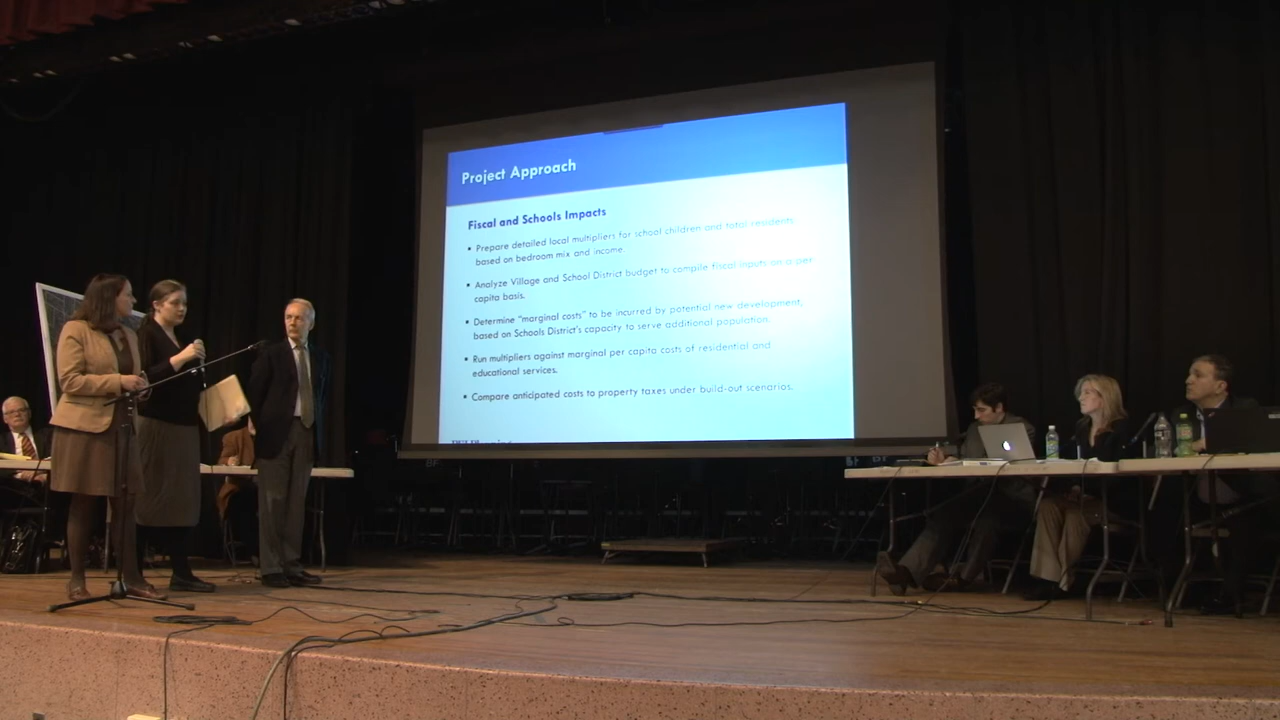 Project Approach
Fiscal and Schools Impacts
▪ Prepare detailed local multipliers for school children and total residents
based on bedroom mix and income.
▪ Analyze Village and School District budget to compile fiscal inputs on a per
capita basis.
▪ Determine "marginal costs" to be incurred by potential new development,
based on Schools District's capacity to serve additional population.
▪ Run multipliers against marginal per capita costs of residential and
educational services.
▪ Compare anticipated costs to property taxes under build-out scenarios.
BF